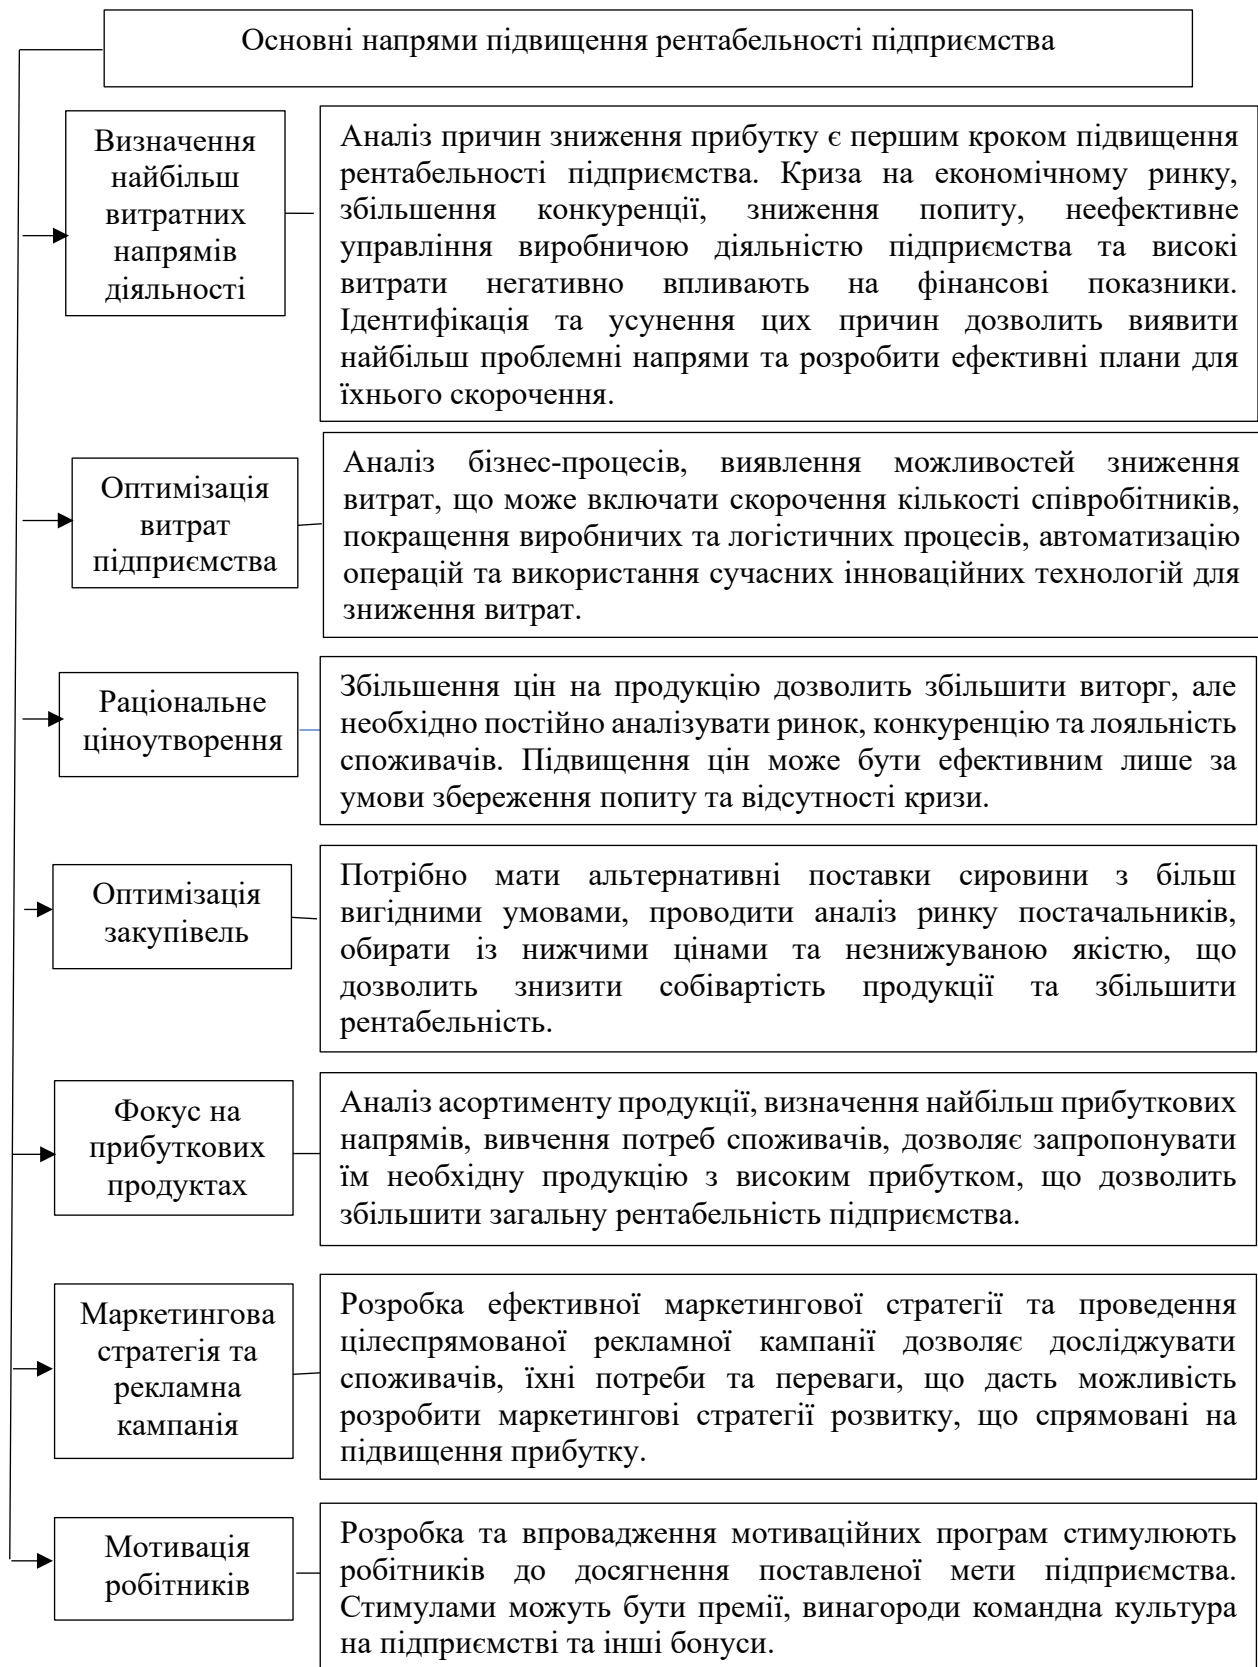 Основні напрями підвищення рентабельності підприємства
Визначення
найбільш
витратних
напрямів
діяльності
Аналіз причин зниження прибутку є першим кроком підвищення
рентабельності підприємства. Криза на економічному ринку,
збільшення конкуренції, зниження попиту, неефективне
управління виробничою діяльністю підприємства та високі
витрати негативно впливають на фінансові показники.
Ідентифікація та усунення цих причин дозволить виявити
найбільш проблемні напрями та розробити ефективні плани для
їхнього скорочення.
Оптимізація
витрат
підприємства
Аналіз бізнес-процесів, виявлення можливостей зниження
витрат, що може включати скорочення кількості співробітників,
покращення виробничих та логістичних процесів, автоматизацію
операцій та використання сучасних інноваційних технологій для
зниження витрат.
Раціональне
ціноутворення
Збільшення цін на продукцію дозволить збільшити виторг, але
необхідно постійно аналізувати ринок, конкуренцію та лояльність
споживачів. Підвищення цін може бути ефективним лише за
умови збереження попиту та відсутності кризи.
Оптимізація
закупівель
Потрібно мати альтернативні поставки сировини з більш
вигідними умовами, проводити аналіз ринку постачальників,
обирати із нижчими цінами та незнижуваною якістю, що
дозволить знизити собівартість продукції та збільшити
рентабельність.
Фокус на
прибуткових
продуктах
Аналіз асортименту продукції, визначення найбільш прибуткових
напрямів, вивчення потреб споживачів, дозволяє запропонувати
їм необхідну продукцію з високим прибутком, що дозволить
збільшити загальну рентабельність підприємства.
Маркетингова
стратегія та
рекламна
кампанія
Розробка ефективної маркетингової стратегії та проведення
цілеспрямованої рекламної кампанії дозволяє досліджувати
споживачів, їхні потреби та переваги, що дасть можливість
розробити маркетингові стратегії розвитку, що спрямовані на
підвищення прибутку.
Мотивація
робітників
Розробка та впровадження мотиваційних програм стимулюють
робітників до досягнення поставленої мети підприємства.
Стимулами можуть бути премії, винагороди командна культура
на підприємстві та інші бонуси.